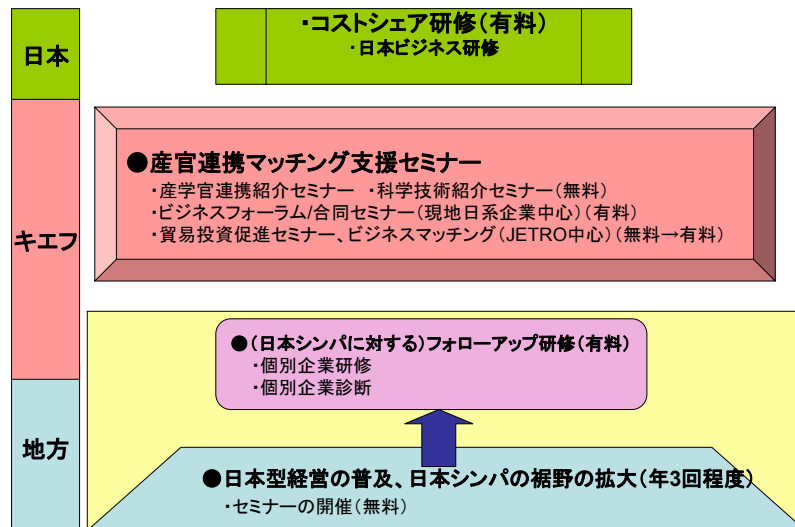 日本
・コストシェア研修(有料)
・日本ビジネス研修
キエフ
●産官連携マッチング支援セミナー
・産学官連携紹介セミナー ・科学技術紹介セミナー(無料)
・ビジネスフォーラム/合同セミナー(現地日系企業中心)(有料)
・貿易投資促進セミナー、ビジネスマッチング(JETRO中心)(無料→有料)
●(日本シンパに対する)フォローアップ研修(有料)
・個別企業研修
・個別企業診断
地方
●日本型経営の普及、日本シンパの裾野の拡大(年3回程度)
・セミナーの開催(無料)